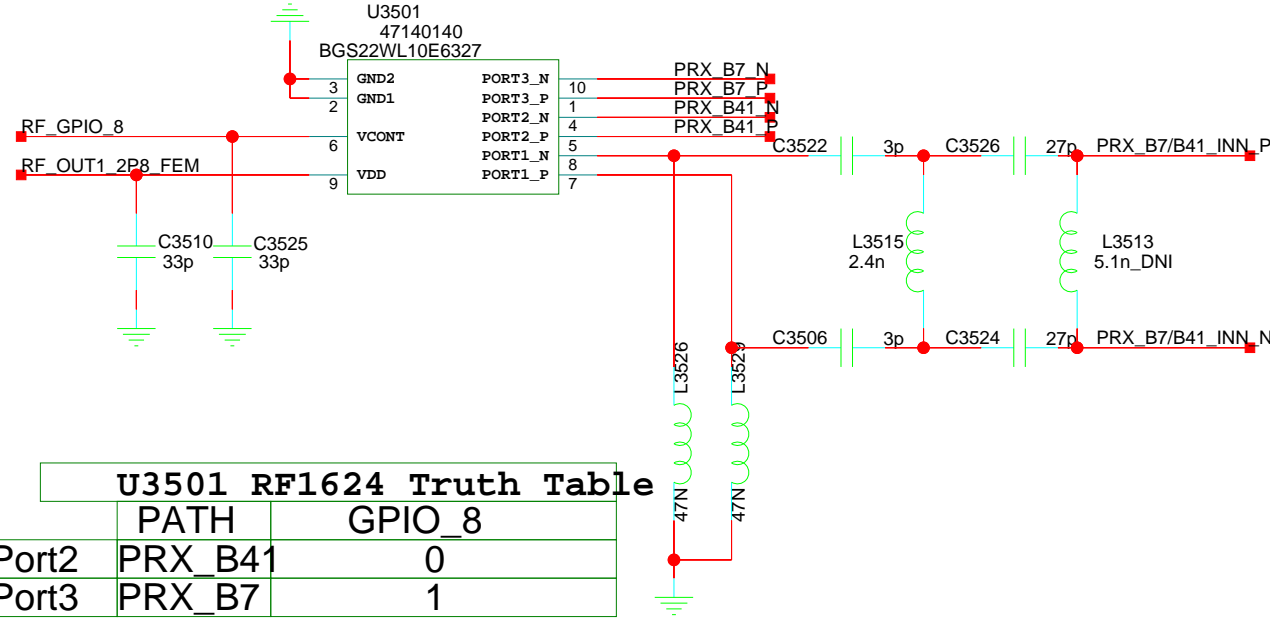 U3501
47140140
BGS22WL10E6327
GND2 PORT3_N PRX_B7_N
3 10
GND1 PORT3_P PRX_B7_P
2 1
PORT2_N PRX_B41_N
4
RF_GPIO_8 VCONT PORT2_P PRX_B41_P
6 5
PORT1_N C3522 3p C3526 27p PRX_B7/B41_INN_P
8
RF_OUT1_2P8_FEM VDD PORT1_P
9 7
C3510 C3525 L3515 L3513
33p 33p 2.4n 5.1n_DNI
C3506 3p C3524 27p PRX_B7/B41_INN_N
L3526 L3529
47N 47N
U3501 RF1624 Truth Table
PATH GPIO_8
Port2 PRX_B41 0
Port3 PRX_B7 1